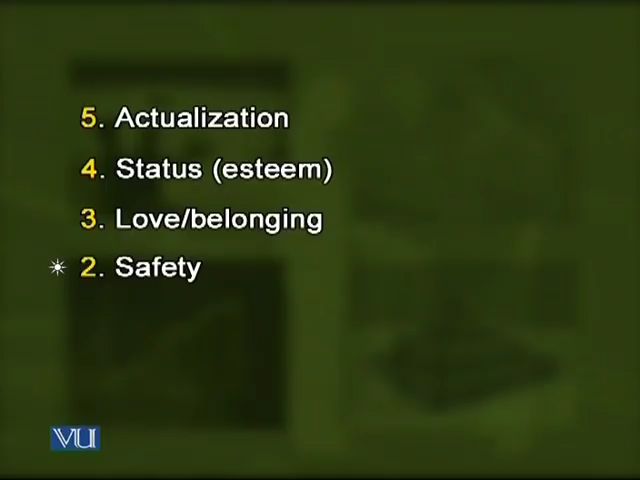 5. Actualization
4. Status (esteem)
3. Love/belonging
2. Safety
VU